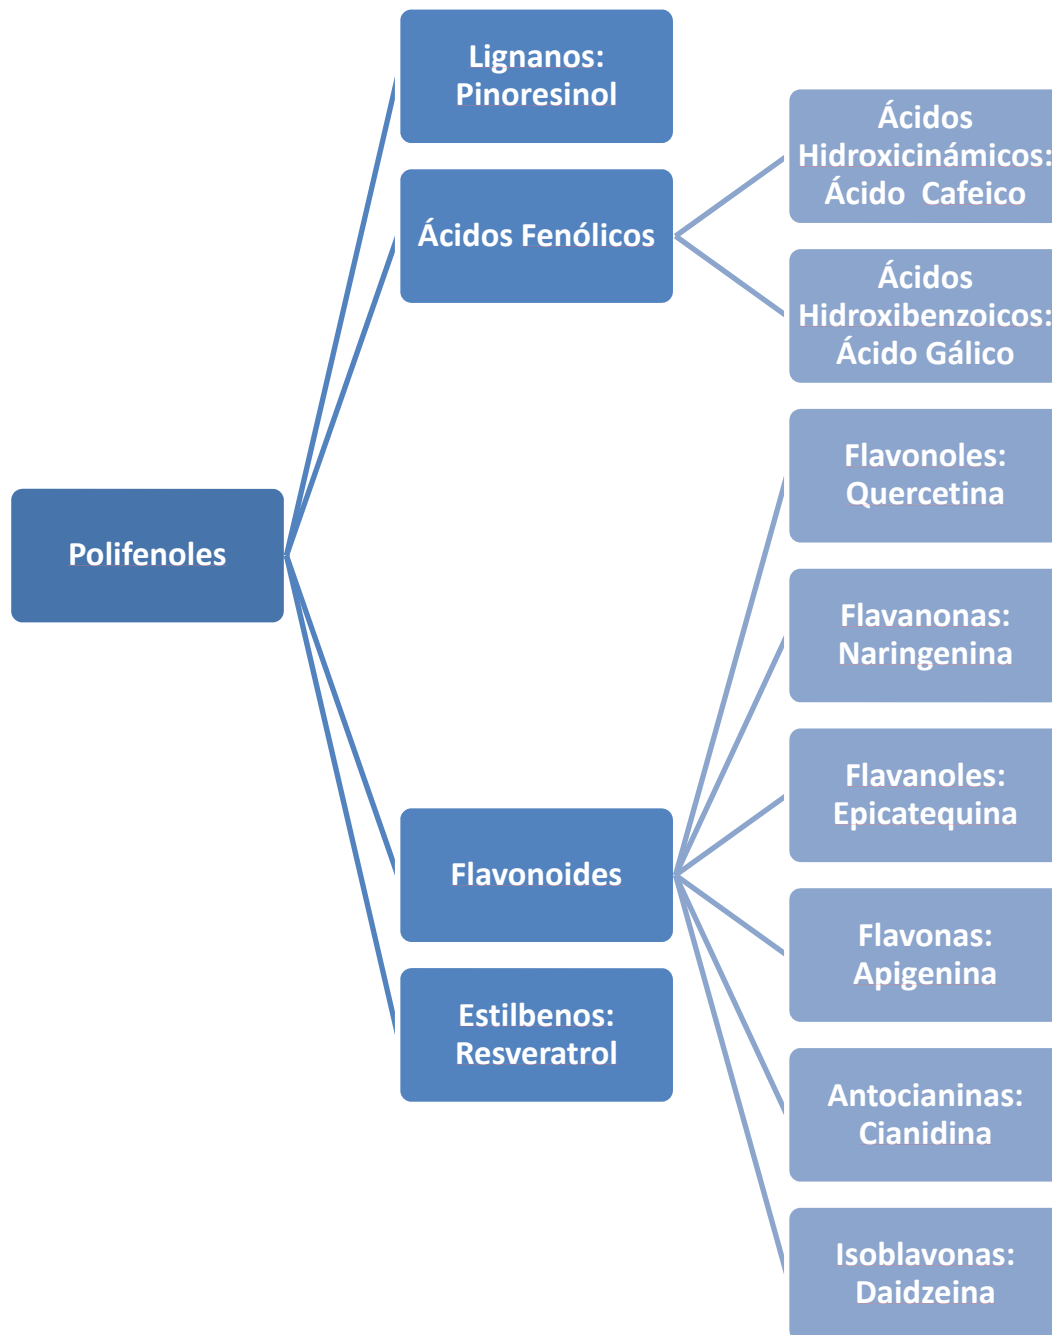 Polifenoles
Lignanos:
Pinoresinol
Ácidos Fenólicos
Ácidos
Hidroxicinámicos:
Ácido  Cafeico
Ácidos
Hidroxibenzoicos:
Ácido Gálico
Flavonoides
Flavonoles:
Quercetina
Flavanonas:
Naringenina
Flavanoles:
Epicatequina
Flavonas:
Apigenina
Antocianinas:
Cianidina
Isoblavonas:
Daidzeina
Estilbenos:
Resveratrol